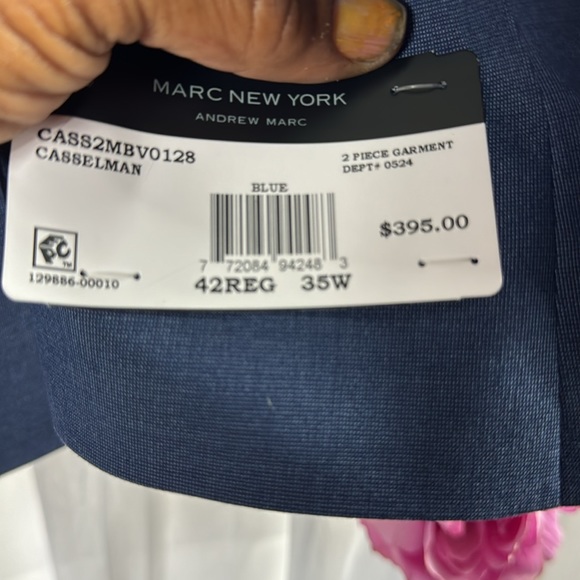 MARC NEW YORK
ANDREW MARC
CASS2MBV0128
CASSELMAN
2 PIECE GARMENT
DEPT# 0524
BLUE
$395.00
7 72084 94248 3
42REG 35W
PC
TM
129886-00010